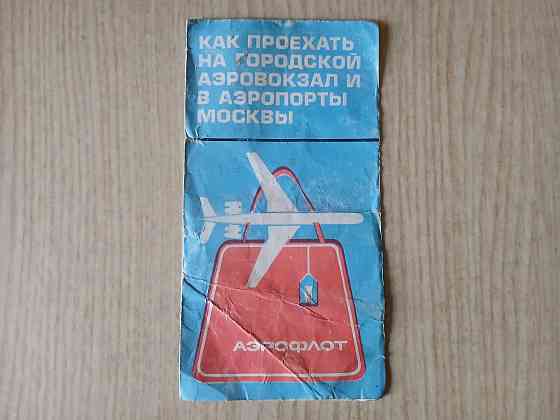 КАК ПРОЕХАТЬ
НА ГОРОДСКОЙ
АЭРОВОКЗАЛ И
В АЭРОПОРТЫ
МОСКВЫ
АЭРОФЛОТ